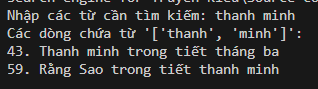 Nhập các từ cần tìm kiếm: thanh minh
Các dòng chứa từ '['thanh', 'minh']':
43. Thanh minh trong tiết tháng ba
59. Rằng Sao trong tiết thanh minh